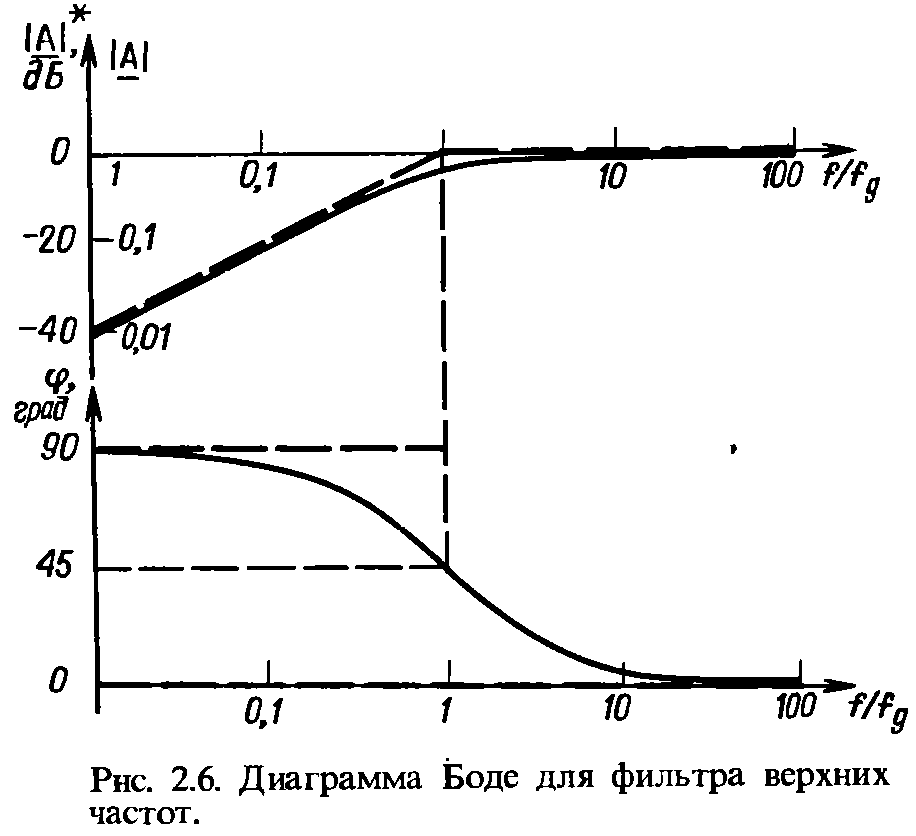 |A|,* |A|
дБ
0
1 0,1 10 100 f/fg
-20 0,1
-40 0,01
φ,
град
90
45
0
0,1 1 10 100 f/fg
Рис. 2.6. Диаграмма Боде для фильтра верхних
частот.